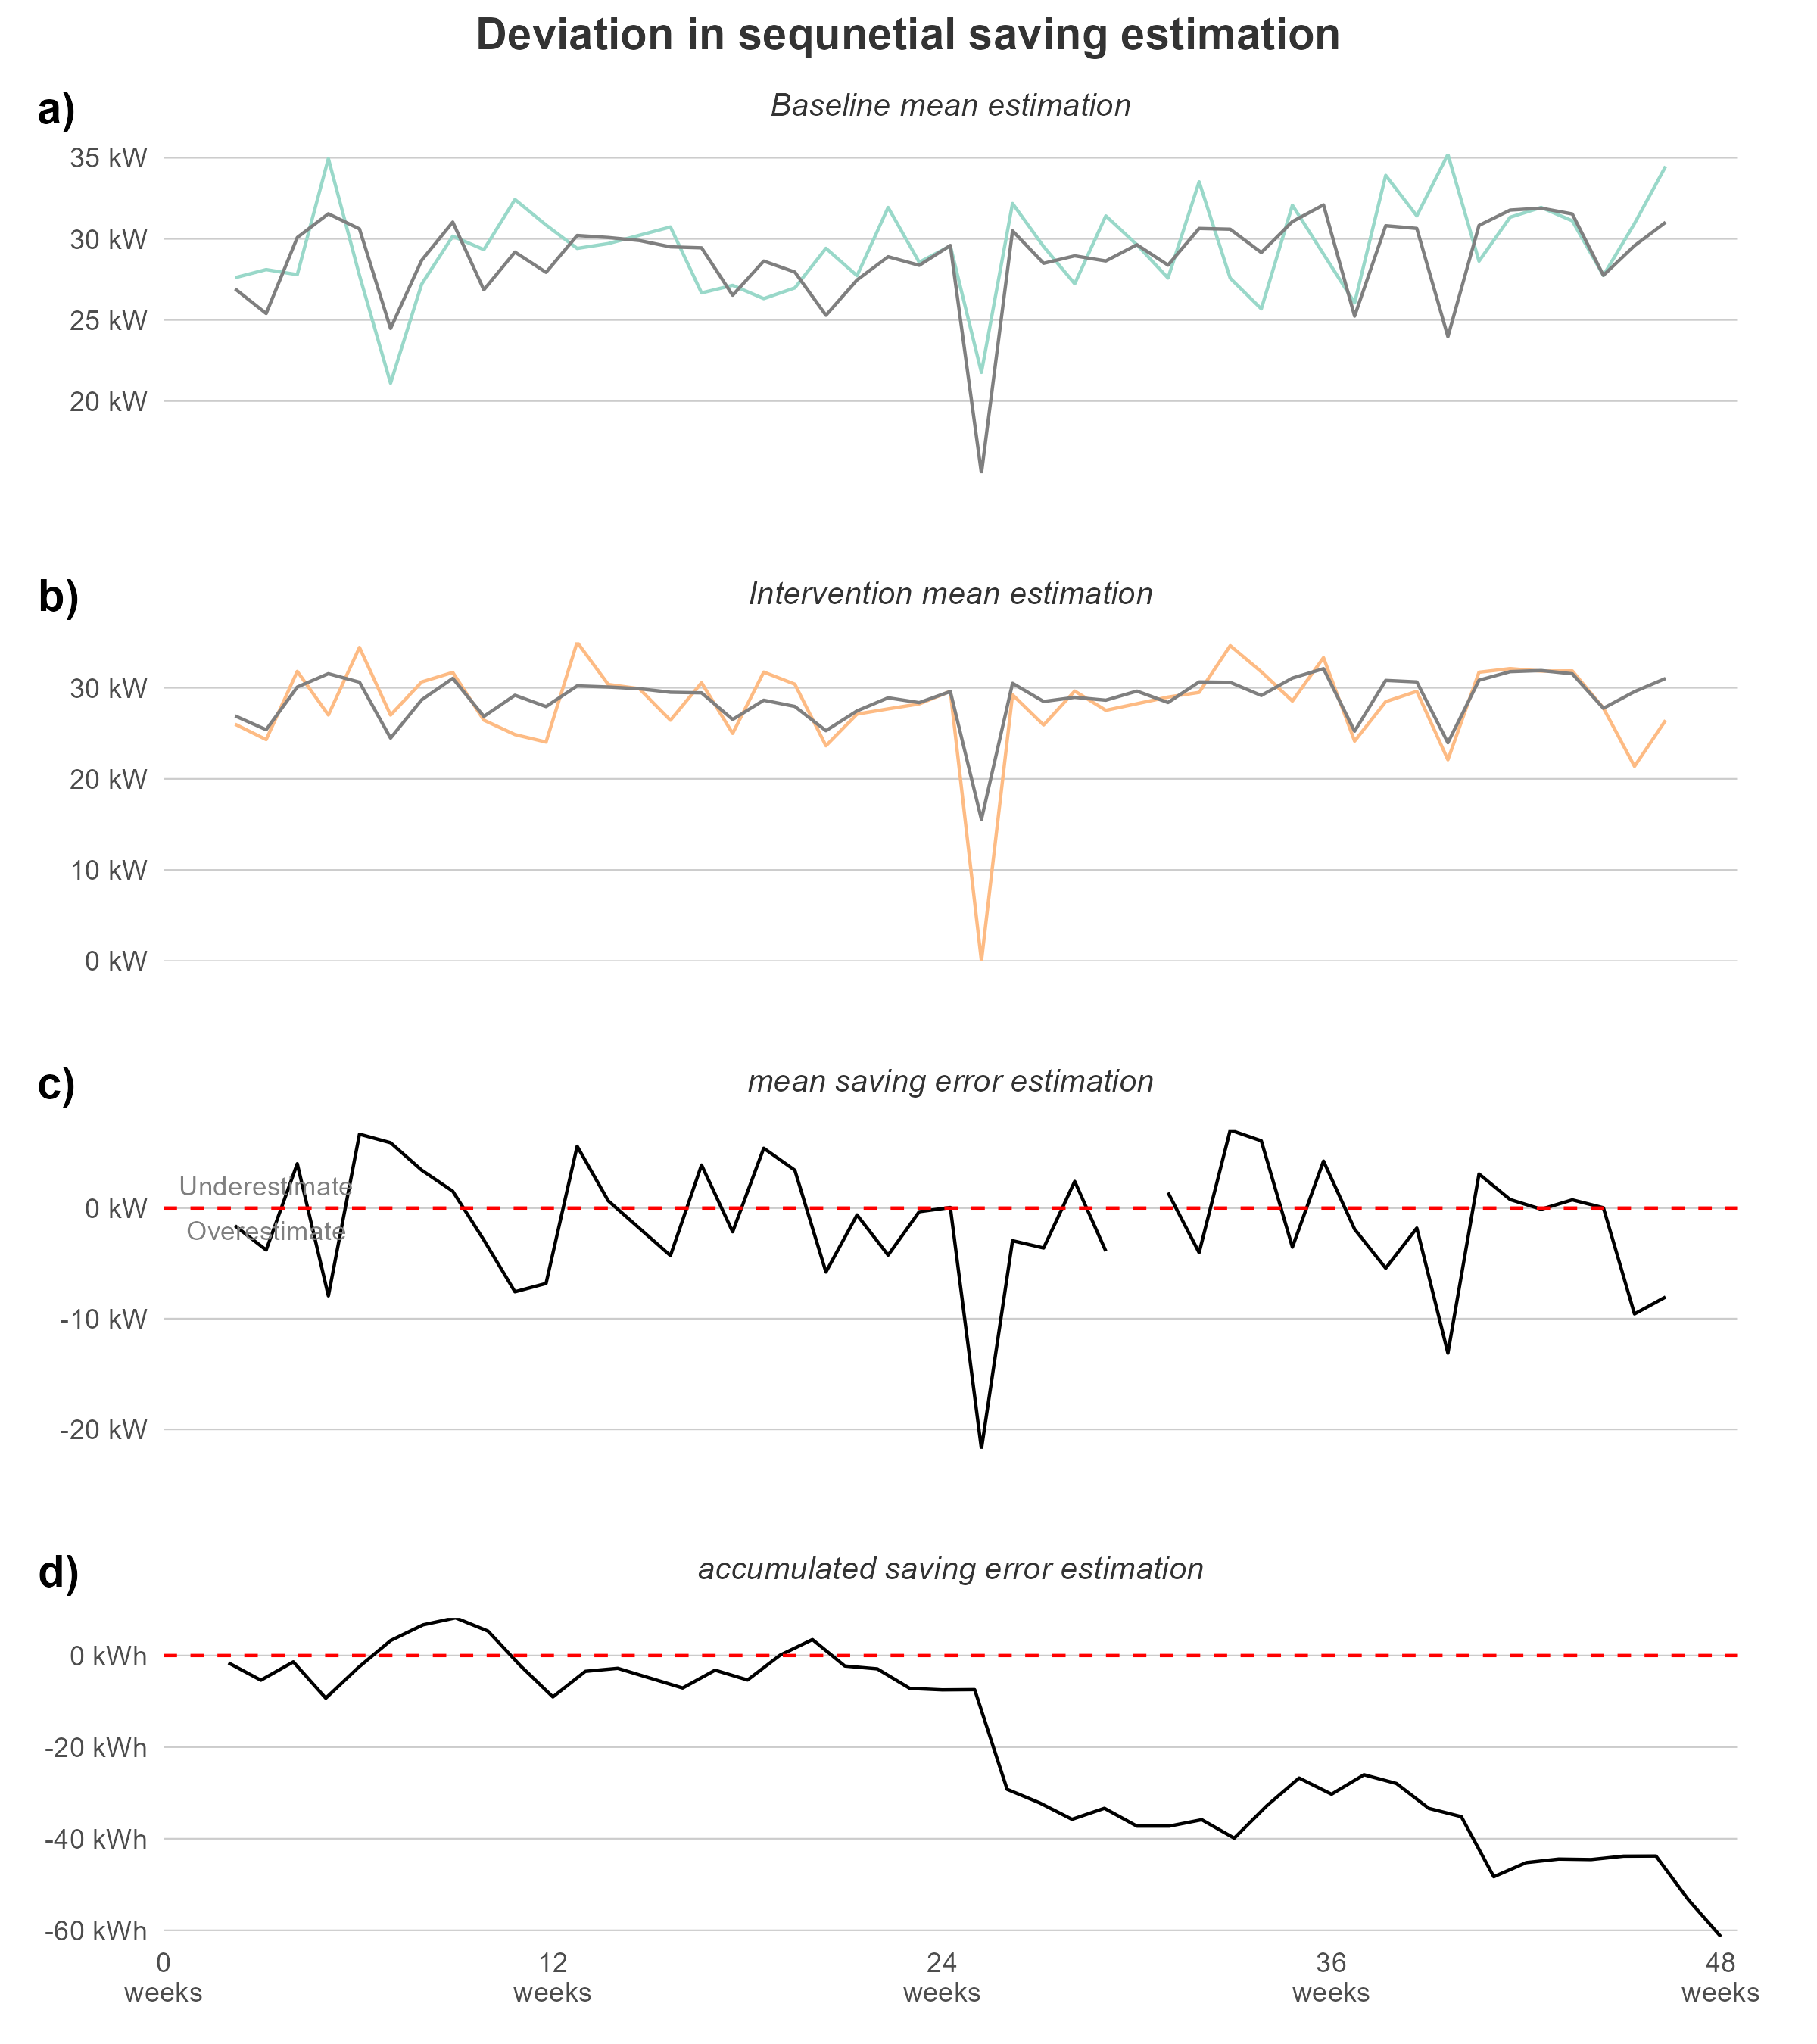 Deviation in sequnetial saving estimation
a)
Baseline mean estimation
35 kW
30 kW
25 kW
20 kW
b)
Intervention mean estimation
30 kW
20 kW
10 kW
0 kW
c)
mean saving error estimation
Underestimate
0 kW
Overestimate
-10 kW
-20 kW
d)
accumulated saving error estimation
0 kWh
-20 kWh
-40 kWh
-60 kWh
0 12 24 36 48
weeks weeks weeks weeks weeks